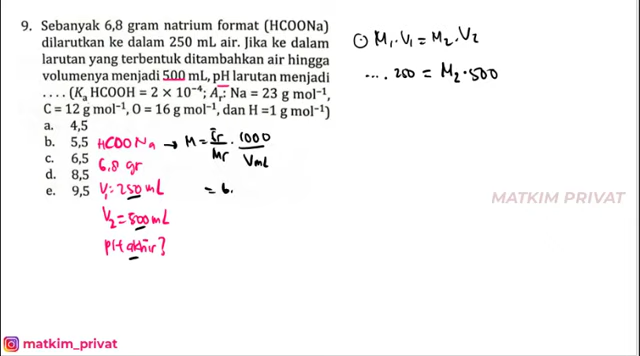 9. Sebanyak 6,8 gram natrium format (HCOONa)
dilarutkan ke dalam 250 mL air. Jika ke dalam
larutan yang terbentuk ditambahkan air hingga
volumenya menjadi 500 mL, pH larutan menjadi
.... (Kₐ HCOOH = 2 × 10⁻⁴; Aᵣ: Na = 23 g mol⁻¹,
C = 12 g mol⁻¹, O = 16 g mol⁻¹, dan H =1 g mol⁻¹)
a. 4,5
b. 5,5
c. 6,5
d. 8,5
e. 9,5
HCOONa → M = gr/Mr . 1000/VmL
6,8 gr
V₁ = 250 mL
= 6.
V₂ = 500 mL
pH akhir?
M₁ . V₁ = M₂ . V₂
.... 250 = M₂ . 500
MATKIM PRIVAT
matkim_privat